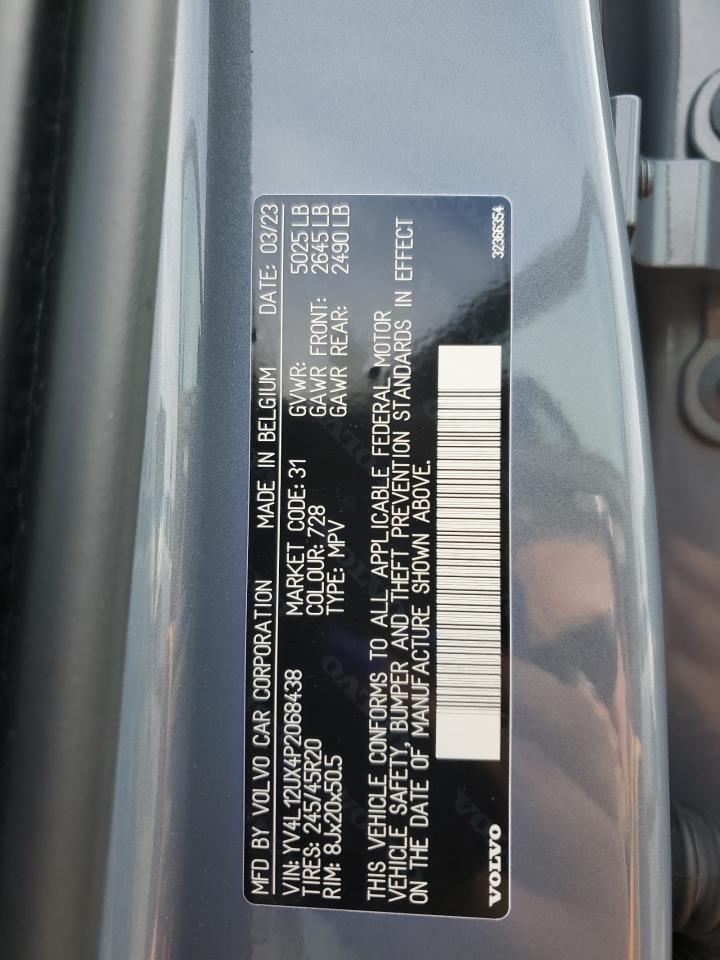 MFD BY VOLVO CAR CORPORATION MADE IN BELGIUM DATE: 03/23
VIN: YV4L12UX4P2068438 MARKET CODE: 31 GVWR: 5025 LB
TIRES: 245/45R20 COLOUR: 728 GAWR FRONT: 2645 LB
RIM: 8Jx20x50.5 TYPE: MPV GAWR REAR: 2490 LB
THIS VEHICLE CONFORMS TO ALL APPLICABLE FEDERAL MOTOR
VEHICLE SAFETY, BUMPER AND THEFT PREVENTION STANDARDS IN EFFECT
ON THE DATE OF MANUFACTURE SHOWN ABOVE.
VOLVO 32366354